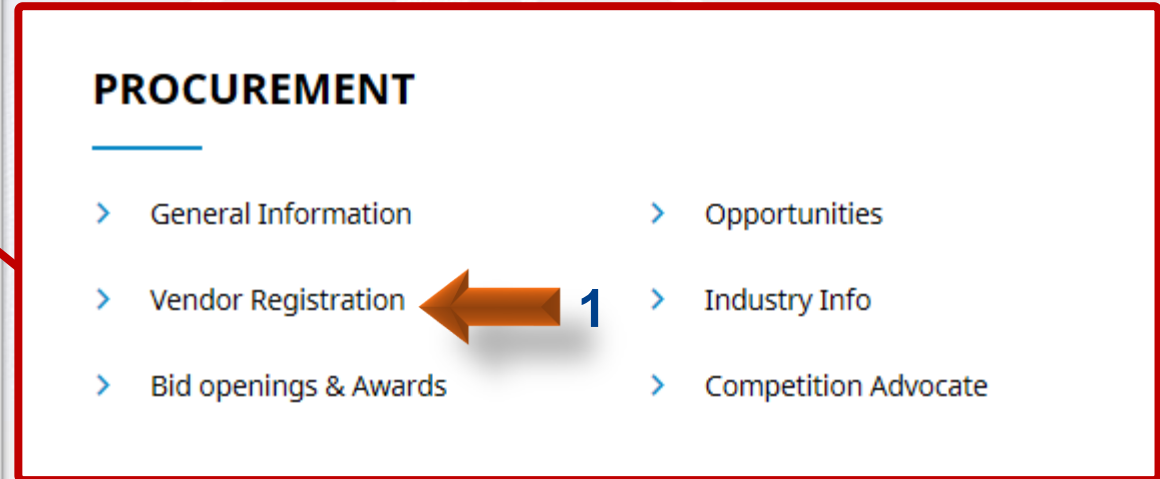 PROCUREMENT
General Information
Opportunities
Vendor Registration
1
Industry Info
Bid openings & Awards
Competition Advocate